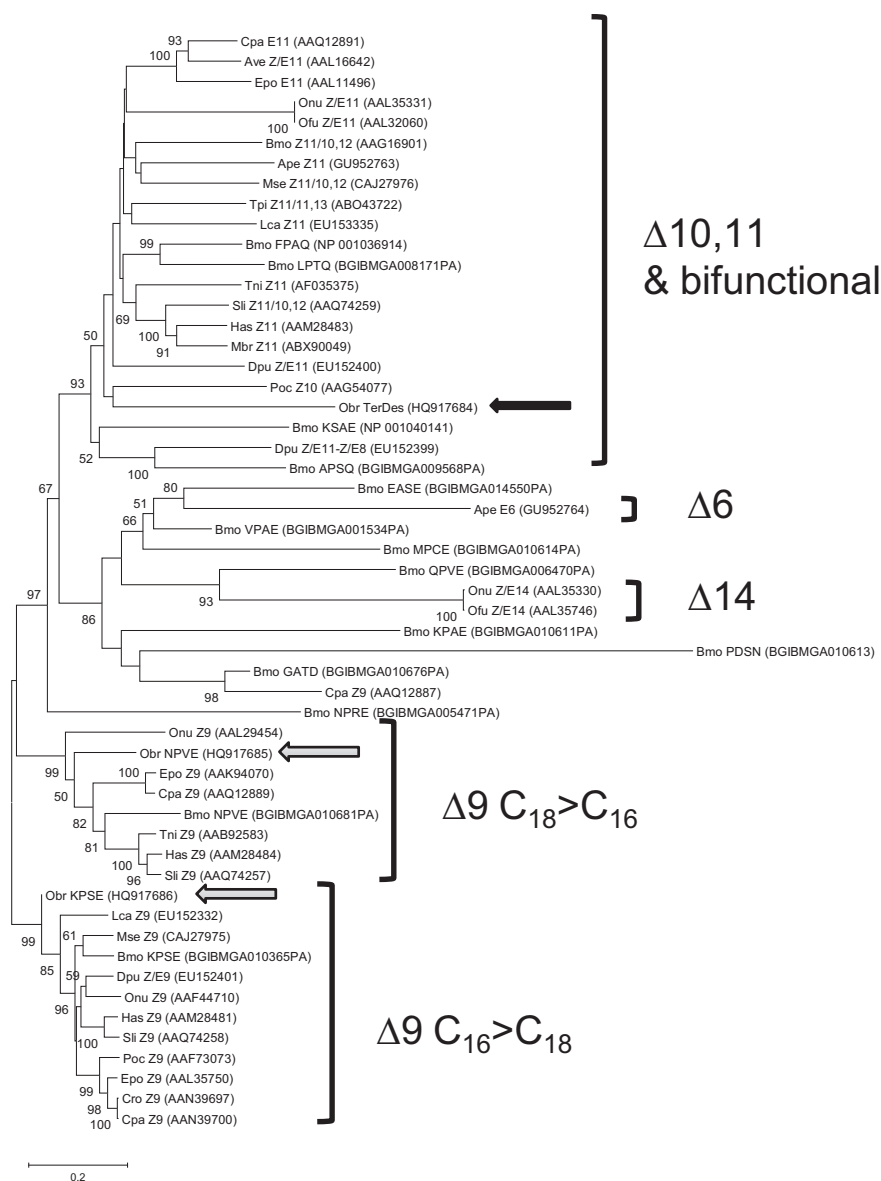 93
Cpa E11 (AAQ12891)
100
Ave Z/E11 (AAL16642)
Epo E11 (AAL11496)
Onu Z/E11 (AAL35331)
Ofu Z/E11 (AAL32060)
100
Bmo Z11/10,12 (AAG16901)
Ape Z11 (GU952763)
Mse Z11/10,12 (CAJ27976)
Tpi Z11/11,13 (ABO43722)
Lca Z11 (EU153335)
Δ10,11
& bifunctional
99
Bmo FPAQ (NP 001036914)
Bmo LPTQ (BGIBMGA008171PA)
Tni Z11 (AF035375)
Sli Z11/10,12 (AAQ74259)
69
Has Z11 (AAM28483)
100
Mbr Z11 (ABX90049)
91
50
Dpu Z/E11 (EU152400)
93
Poc Z10 (AAG54077)
Obr TerDes (HQ917684)
Bmo KSAE (NP 001040141)
52
Dpu Z/E11-Z/E8 (EU152399)
100
Bmo APSQ (BGIBMGA009568PA)
67
80
Bmo EASE (BGIBMGA014550PA)
51
Ape E6 (GU952764)
Δ6
66
Bmo VPAE (BGIBMGA001534PA)
Bmo MPCE (BGIBMGA010614PA)
Bmo QPVE (BGIBMGA006470PA)
93
Onu Z/E14 (AAL35330)
Δ14
97
Ofu Z/E14 (AAL35746)
100
86
Bmo KPAE (BGIBMGA010611PA)
Bmo PDSN (BGIBMGA010613)
Bmo GATD (BGIBMGA010676PA)
98
Cpa Z9 (AAQ12887)
Bmo NPRE (BGIBMGA005471PA)
Onu Z9 (AAL29454)
Obr NPVE (HQ917685)
99
100
Epo Z9 (AAK94070)
50
Cpa Z9 (AAQ12889)
Δ9 C18>C16
82
Bmo NPVE (BGIBMGA010681PA)
Tni Z9 (AAB92583)
81
Has Z9 (AAM28484)
100
Sli Z9 (AAQ74257)
96
Obr KPSE (HQ917686)
Lca Z9 (EU152332)
99
61
Mse Z9 (CAJ27975)
85
Bmo KPSE (BGIBMGA010365PA)
59
Dpu Z/E9 (EU152401)
Onu Z9 (AAF44710)
96
Has Z9 (AAM28481)
Δ9 C16>C18
Sli Z9 (AAQ74258)
100
Poc Z9 (AAF73073)
Epo Z9 (AAL35750)
99
Cro Z9 (AAN39697)
98
Cpa Z9 (AAN39700)
100
0.2